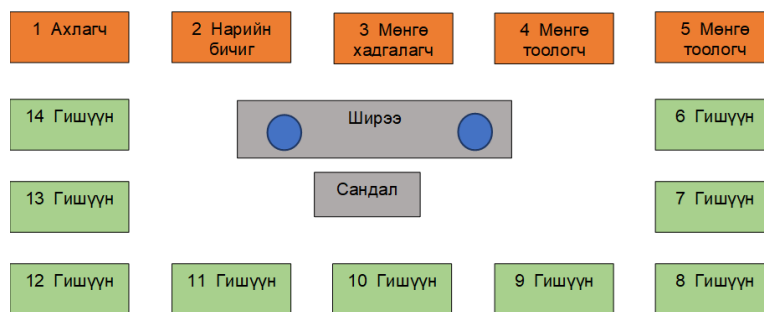 1 Ахлагч
2 Нарийн
бичиг
3 Мөнгө
хадгалагч
4 Мөнгө
тоологч
5 Мөнгө
тоологч
14 Гишүүн
Ширээ
6 Гишүүн
13 Гишүүн
Сандал
7 Гишүүн
12 Гишүүн
11 Гишүүн
10 Гишүүн
9 Гишүүн
8 Гишүүн